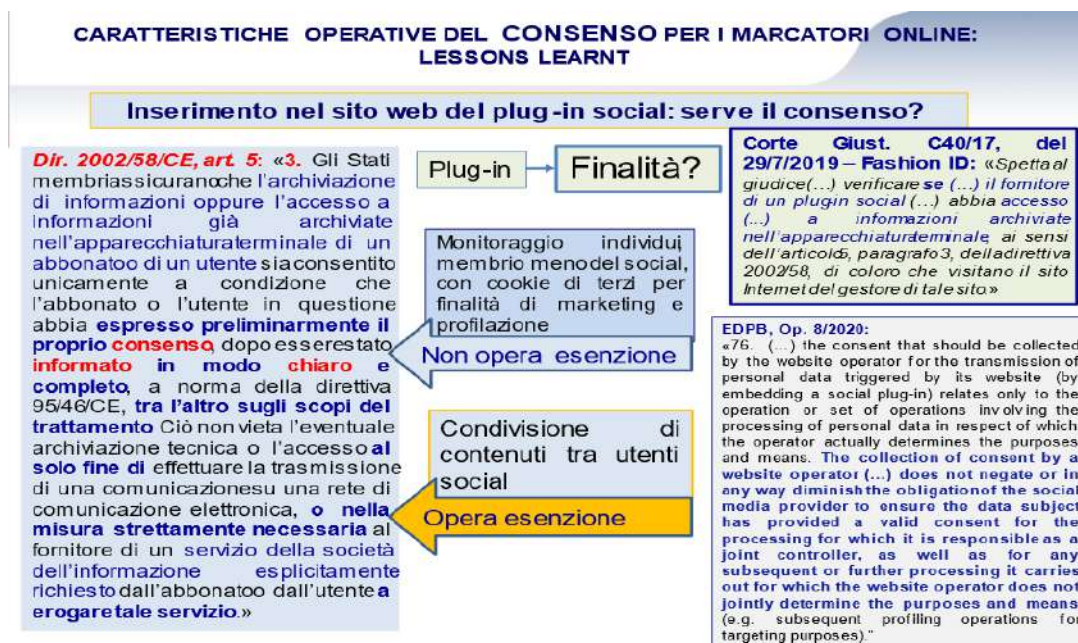 CARATTERISTICHE OPERATIVE DEL CONSENSO PER I MARCATORI ONLINE:
LESSONS LEARNT
Inserimento nel sito web del plug-in social: serve il consenso?
Dir. 2002/58/CE, art. 5: «3. Gli Stati
membriassicuranoche l'archiviazione
di informazioni oppure l'accesso a
informazioni già archiviate
nell'apparecchiaturaterminale di un
abbonatoo di un utente siaconsentito
unicamente a condizione che
l'abbonato o l'utente in questione
abbia espresso preliminarmente il
proprio consenso, dopo esserestato
informato in modo chiaro e
completo, a norma della direttiva
95/46/CE, tra l'altro sugli scopi del
trattamento Ciò non vieta l'eventuale
archiviazione tecnica o l'accesso al
solo fine di effettuare la trasmissione
di una comunicazionesu una rete di
comunicazione elettronica, o nella
misura strettamente necessaria al
fornitore di un servizio della società
dell'informazione esplicitamente
richiesto dall'abbonatoo dall'utente a
erogaretale servizio.»
Plug-in
Finalità?
Monitoraggio individui,
membri o meno del social,
con cookie di terzi per
finalità di marketing e
profilazione
Non opera esenzione
Condivisione di
contenuti tra utenti
social
Opera esenzione
Corte Giust. C40/17, del
29/7/2019 – Fashion ID: «Spetta al
giudice(...) verificare se (...) il fornitore
di un plugin social (...) abbia accesso
(...) a informazioni archiviate
nell'apparecchiaturaterminale, ai sensi
dell'articolo5, paragrafo 3, delladirettiva
2002/58, di coloro che visitano il sito
Internet del gestore di tale sito.»
EDPB, Op. 8/2020:
«76. (...) the consent that should be collected
by the website operator for the transmission of
personal data triggered by its website (by
embedding a social plug-in) relates only to the
operation or set of operations involving the
processing of personal data in respect of which
the operator actually determines the purposes
and means. The collection of consent by a
website operator (...) does not negate or in
any way diminish the obligationof the social
media provider to ensure the data subject
has provided a valid consent for the
processing for which it is responsible as a
joint controller, as well as for any
subsequent or further processing it carries
out for which the website operator does not
jointly determine the purposes and means
(e.g. subsequent profiling operations for
targeting purposes)."